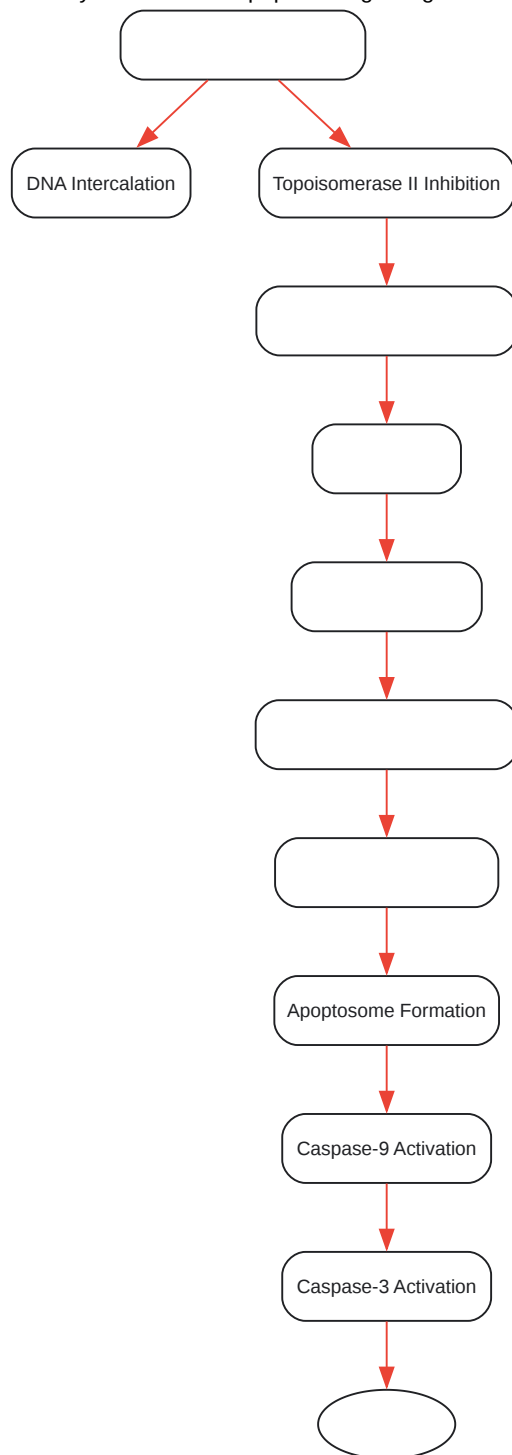 DNA Intercalation
Topoisomerase II Inhibition
Apoptosome Formation
Caspase-9 Activation
Caspase-3 Activation